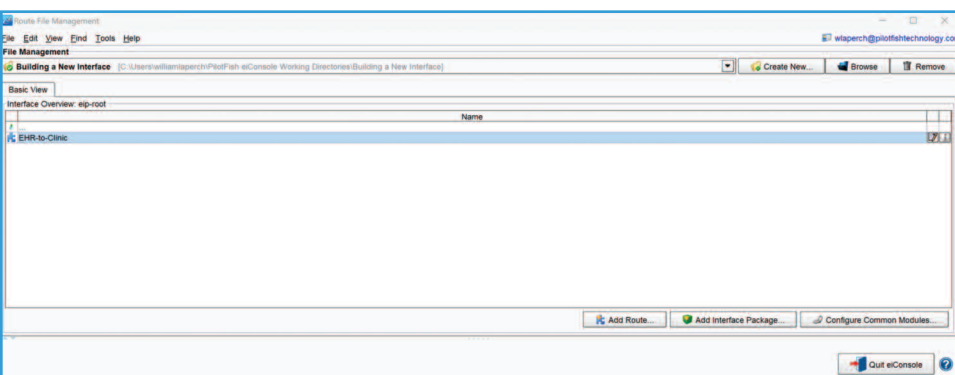 Route File Management
File Edit View Find Tools Help
wlaperch@pilotfishtechnology.co
File Management
Building a New Interface [C:\Users\williamlaperch\PilotFish eiConsole Working Directories\Building a New Interface] Create New... Browse Remove
Basic View
Interface Overview: eip-root
Name
...
EHR-to-Clinic
Add Route... Add Interface Package... Configure Common Modules...
Quit eiConsole